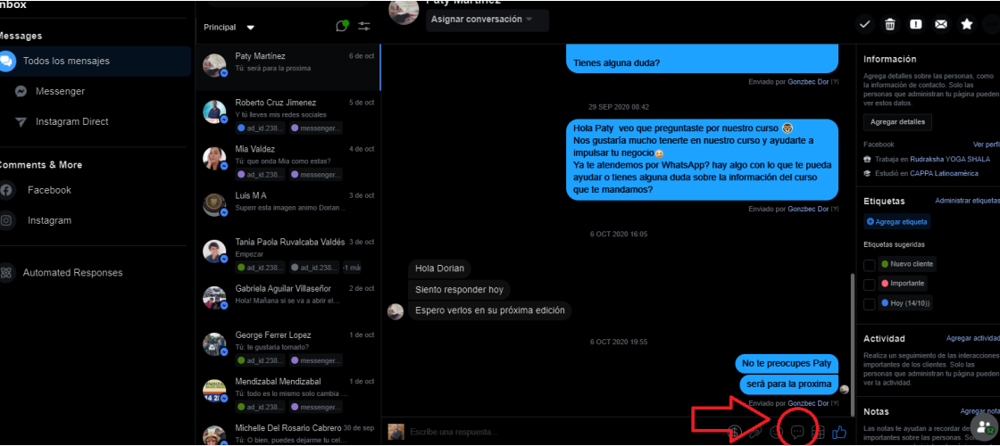 Inbox
Messages
Todos los mensajes
Messenger
Instagram Direct
Comments & More
Facebook
Instagram
Automated Responses
Principal
Paty Martínez 6 de oct
Tú: será para la proxima
Roberto Cruz Jimenez 5 de oct
Y tú lleves mis redes sociales
ad_id.238... messenger...
Mia Valdez 4 de oct
Tú: que onda Mia como estas?
ad_id.238... messenger...
Luis M A 3 de oct
Superr esta imagen animo Dorian ..
Tania Paola Ruvalcaba Valdés 3 de oct
Empezar
ad_id.238... ad_id.238... -1 más
Gabriela Aguilar Villaseñor 2 de oct
Hola! Mañana si se va a abrir el...
George Ferrer Lopez 1 de oct
Tú: te gustaria tomarlo?
ad_id.238... messenger...
Mendizabal Mendizabal 1 de oct
Tú: todo es lo mismo solo cambia ...
ad_id.238... messenger...
Michelle Del Rosario Cabrero 30 de sep
Tú: O bien, puedes dejarme tu cel...
Paty Martínez
Asignar conversación
Tienes alguna duda?
Enviado por Gonzbec Dor [?]
29 SEP 2020 08:42
Hola Paty veo que preguntaste por nuestro curso 🤓
Nos gustaría mucho tenerte en nuestro curso y ayudarte a
impulsar tu negocio
Ya te atendemos por WhatsApp? hay algo con lo que te pueda
ayudar o tienes alguna duda sobre la información del curso
que te mandamos?
Enviado por Gonzbec Dor [?]
6 OCT 2020 16:05
Hola Dorian
Siento responder hoy
Espero verlos en su próxima edición
6 OCT 2020 19:55
No te preocupes Paty
será para la proxima
Enviado por Gonzbec Dor [?]
Escribe una respuesta...
Información
Agrega detalles sobre las personas, como
la información de contacto. Solo las
personas que administran tu página pueden
ver estos datos.
Agregar detalles
Facebook Ver perfil
Trabaja en Rudraksha YOGA SHALA
Estudió en CAPPA Latinoamérica
Etiquetas Administrar etiquetas
Agregar etiqueta
Etiquetas sugeridas
Nuevo cliente
Importante
Hoy (14/10))
Actividad Agregar actividad
Realiza un seguimiento de las interacciones
importantes de los clientes. Solo las
personas que administran tu página pueden
ver la actividad.
Notas Agregar nota
Las notas te ayudan a recordar de
importantes sobre las personas. Sol
52